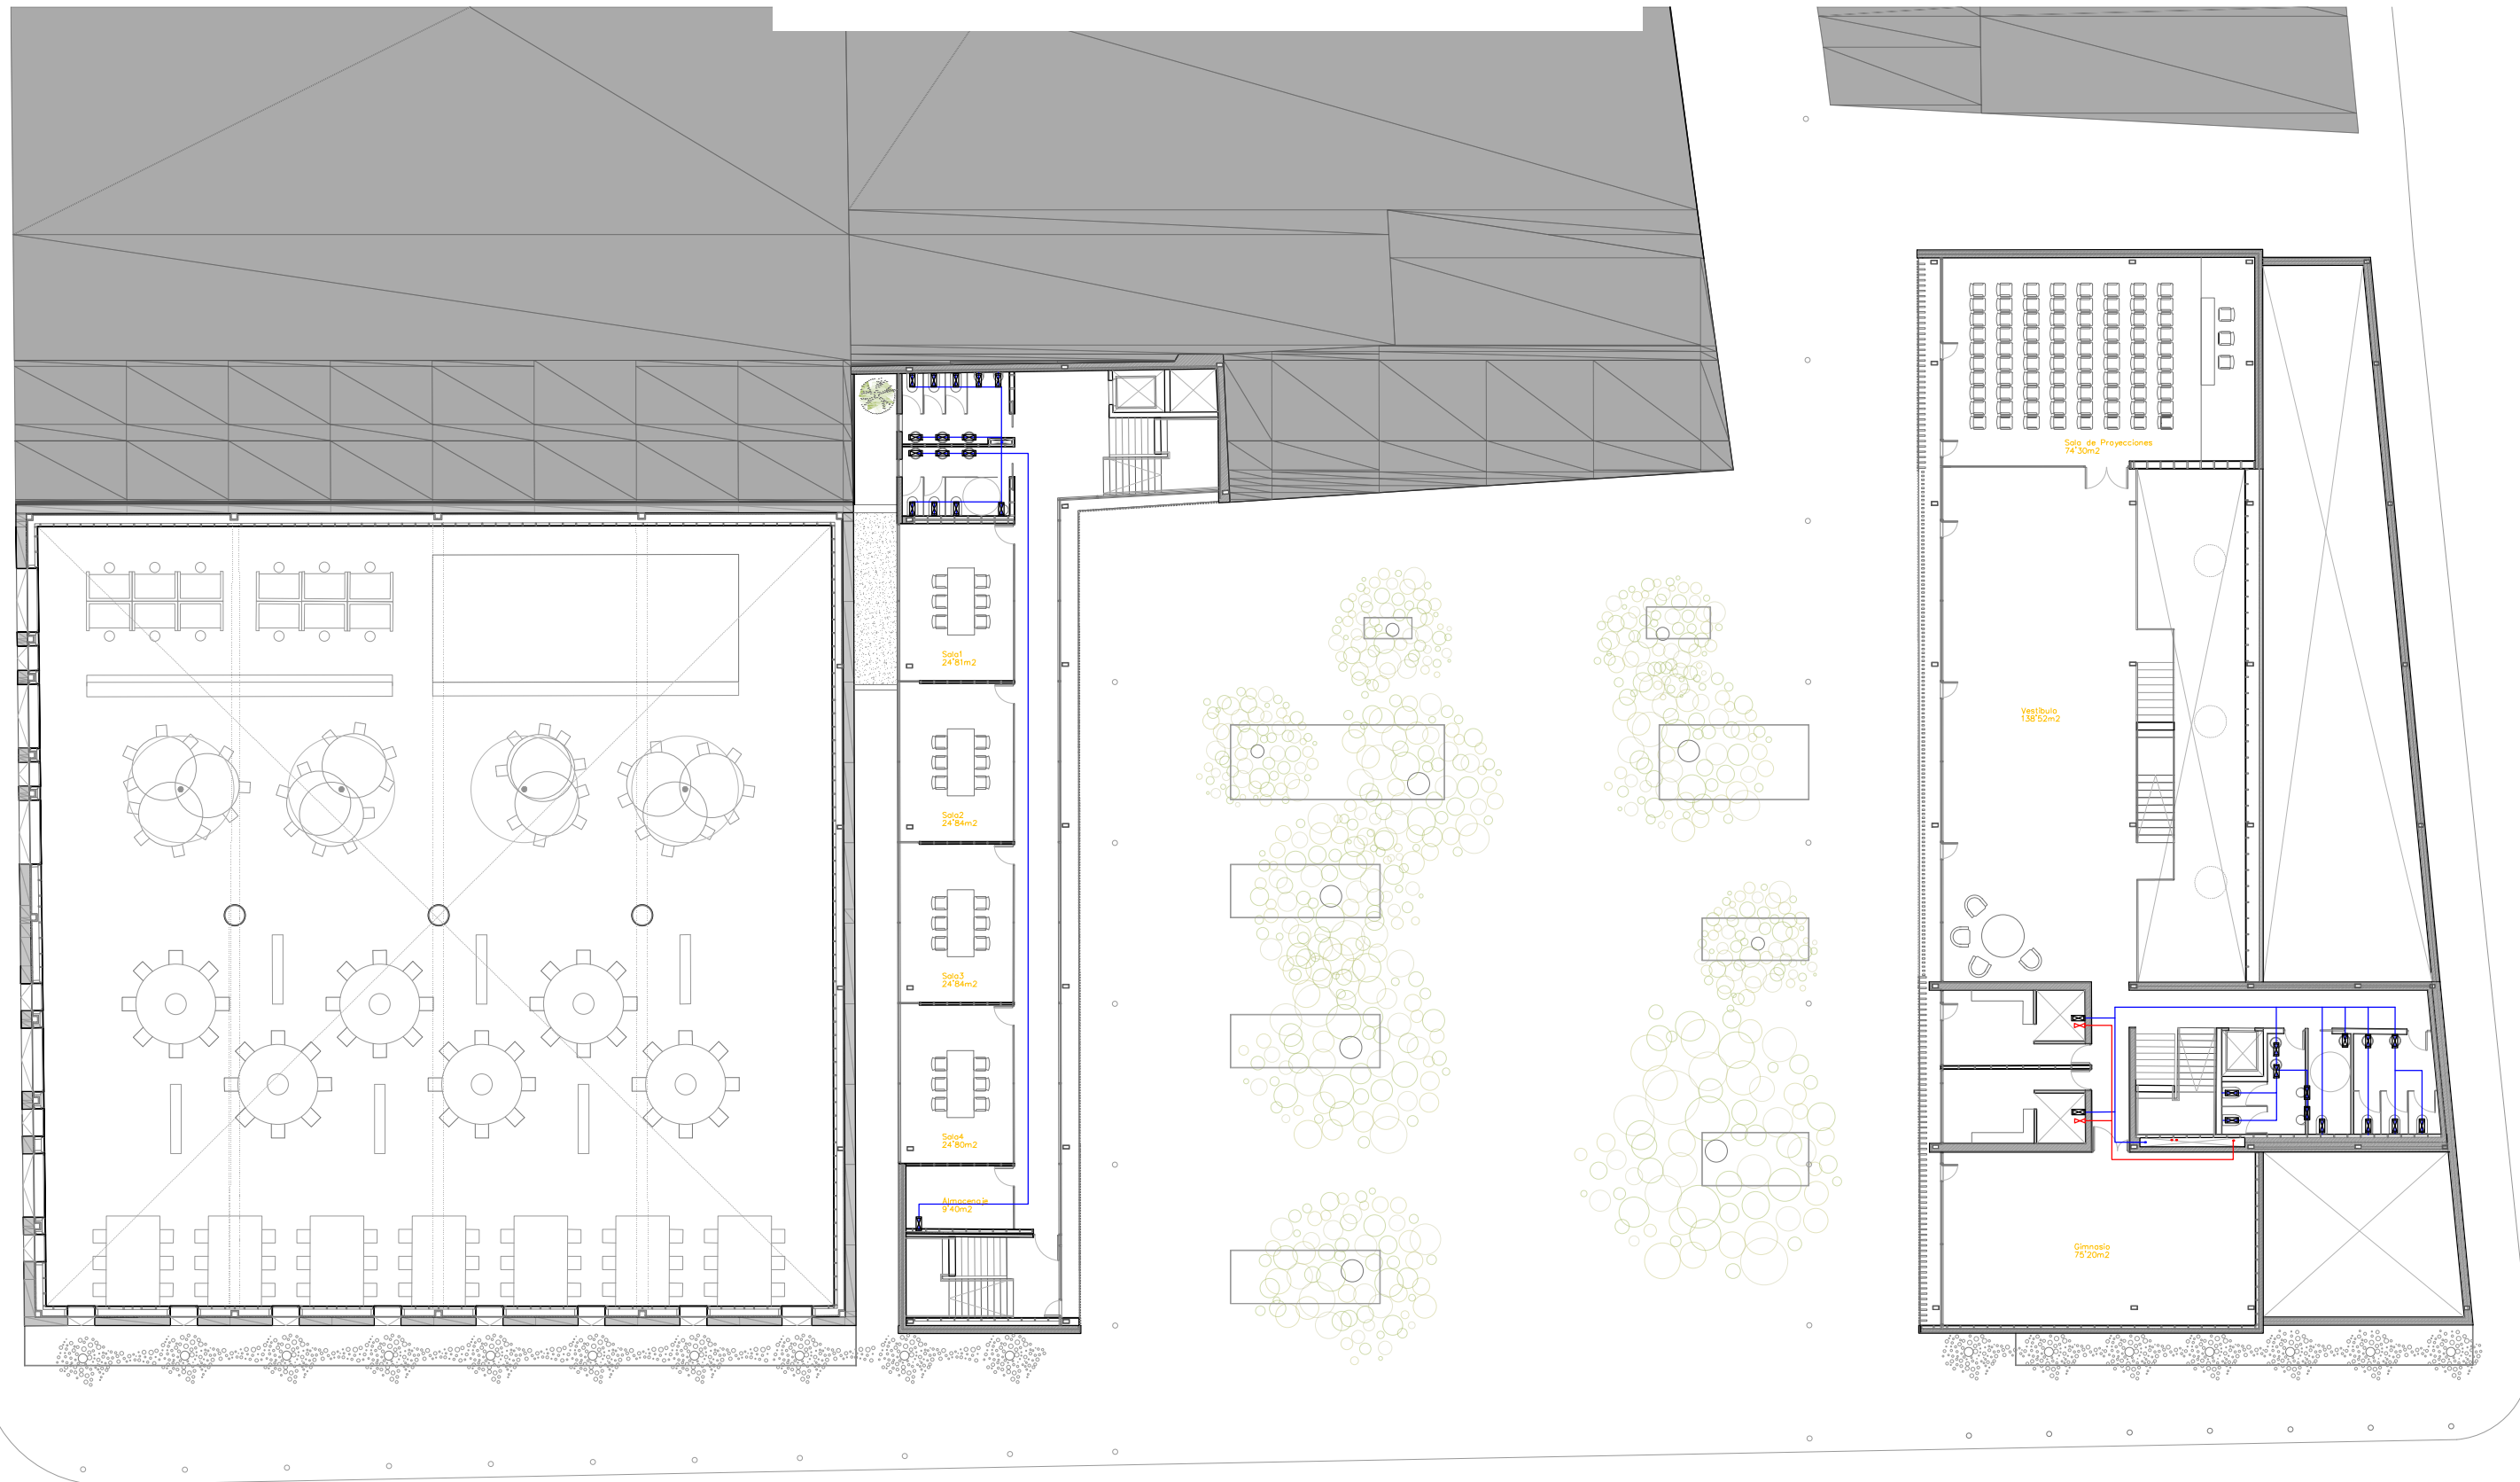 Sala de Proyecciones
74'30m2
Sala1
24'81m2
Vestíbulo
138'52m2
Sala2
24'84m2
Sala3
24'84m2
Sala4
24'80m2
Almacenaje
9'40m2
Gimnasio
75'20m2